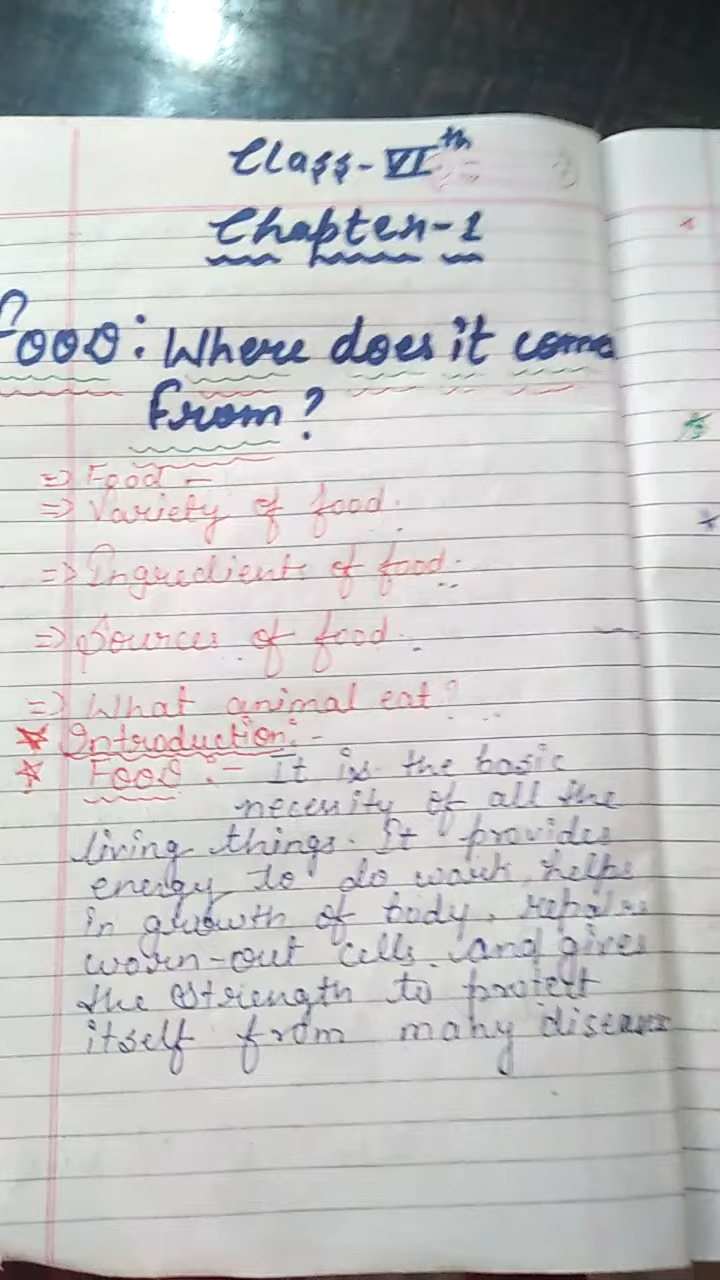 Class-VIth
Chapter-1
Food: Where does it come
From?
=> Food -
=> Variety of food.
=> Ingredients of food.
=> Sources of food.
=> What animal eat?
* Introduction:-
* Food :- It is the basic
necessity of all the
living things. It provides
energy to do work, helps
in growth of body, repairs
worn-out cells and gives
the strength to protect
itself from many diseases